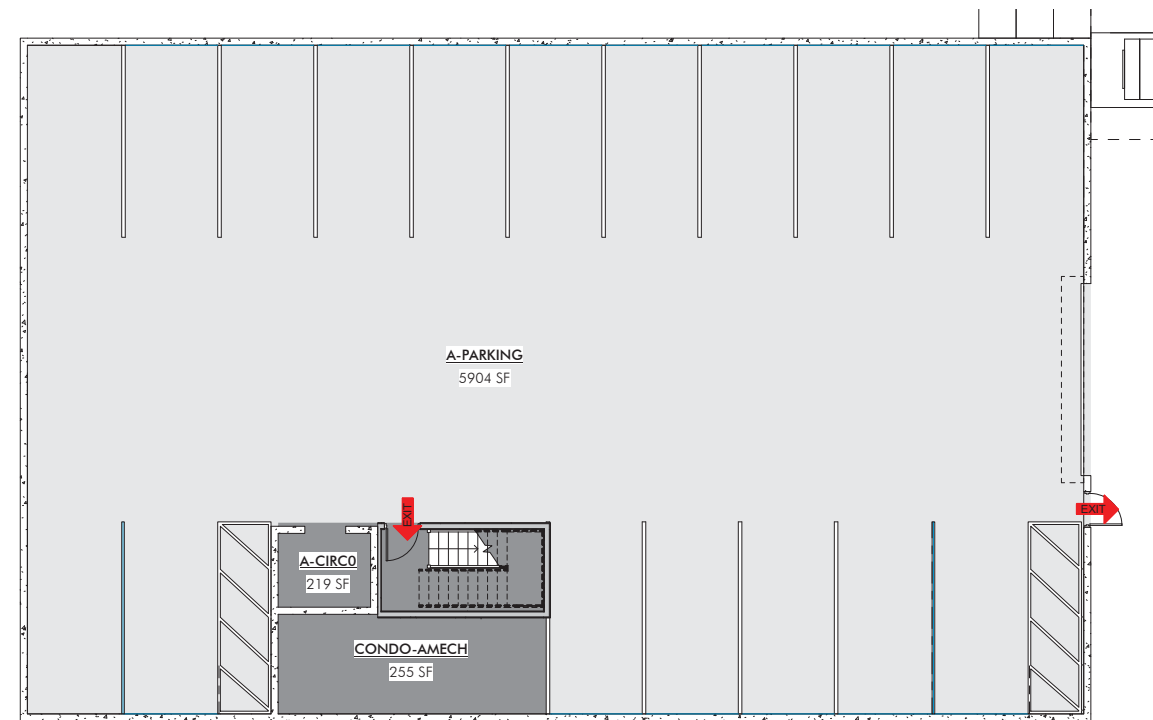 A-PARKING
5904 SF
EXIT
EXIT
A-CIRC0
219 SF
CONDO-AMECH
255 SF